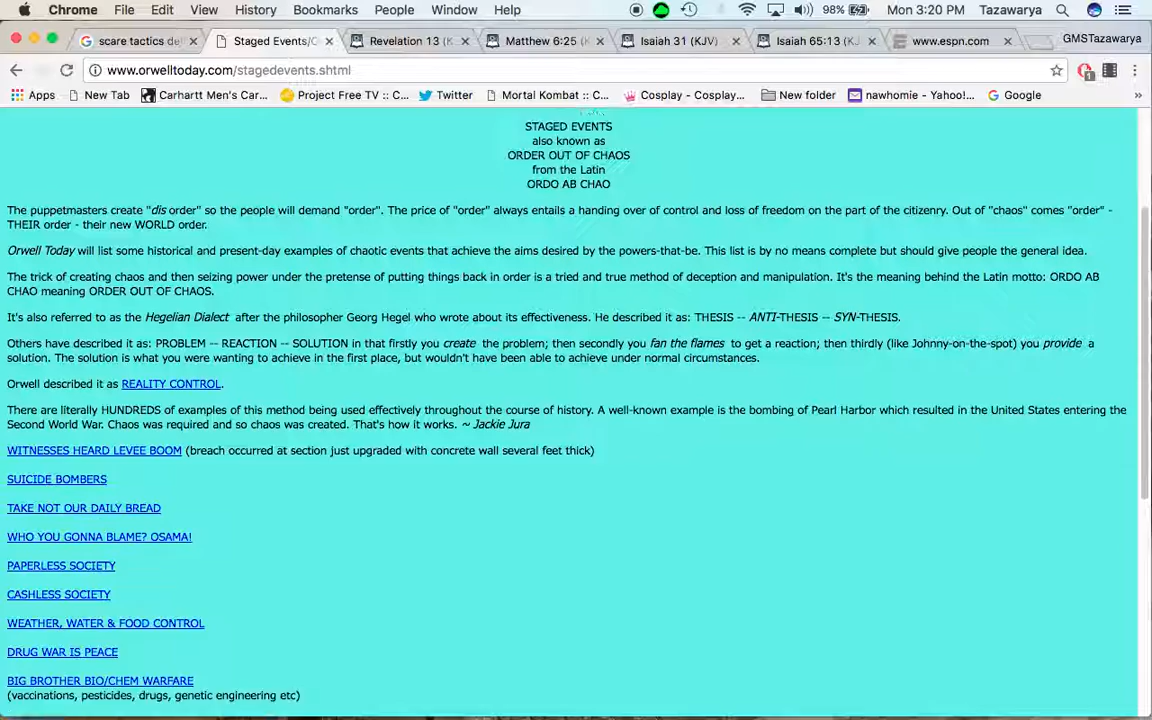 Chrome File Edit View History Bookmarks People Window Help 98% Mon 3:20 PM Tazawarya
scare tactics de Staged Events/O Revelation 13 (K Matthew 6:25 (K Isaiah 31 (KJV) Isaiah 65:13 (KJ www.espn.com GMSTazawarya
www.orwelltoday.com/stagedevents.shtml
Apps New Tab Carhartt Men's Car... Project Free TV :: C... Twitter Mortal Kombat :: C... Cosplay - Cosplay... New folder nawhomie - Yahoo!... Google »
STAGED EVENTS
also known as
ORDER OUT OF CHAOS
from the Latin
ORDO AB CHAO
The puppetmasters create "dis order" so the people will demand "order". The price of "order" always entails a handing over of control and loss of freedom on the part of the citizenry. Out of "chaos" comes "order" -
THEIR order - their new WORLD order.
Orwell Today will list some historical and present-day examples of chaotic events that achieve the aims desired by the powers-that-be. This list is by no means complete but should give people the general idea.
The trick of creating chaos and then seizing power under the pretense of putting things back in order is a tried and true method of deception and manipulation. It's the meaning behind the Latin motto: ORDO AB
CHAO meaning ORDER OUT OF CHAOS.
It's also referred to as the Hegelian Dialect after the philosopher Georg Hegel who wrote about its effectiveness. He described it as: THESIS -- ANTI-THESIS -- SYN-THESIS.
Others have described it as: PROBLEM -- REACTION -- SOLUTION in that firstly you create the problem; then secondly you fan the flames to get a reaction; then thirdly (like Johnny-on-the-spot) you provide a
solution. The solution is what you were wanting to achieve in the first place, but wouldn't have been able to achieve under normal circumstances.
Orwell described it as REALITY CONTROL.
There are literally HUNDREDS of examples of this method being used effectively throughout the course of history. A well-known example is the bombing of Pearl Harbor which resulted in the United States entering the
Second World War. Chaos was required and so chaos was created. That's how it works. ~ Jackie Jura
WITNESSES HEARD LEVEE BOOM (breach occurred at section just upgraded with concrete wall several feet thick)
SUICIDE BOMBERS
TAKE NOT OUR DAILY BREAD
WHO YOU GONNA BLAME? OSAMA!
PAPERLESS SOCIETY
CASHLESS SOCIETY
WEATHER, WATER & FOOD CONTROL
DRUG WAR IS PEACE
BIG BROTHER BIO/CHEM WARFARE
(vaccinations, pesticides, drugs, genetic engineering etc)